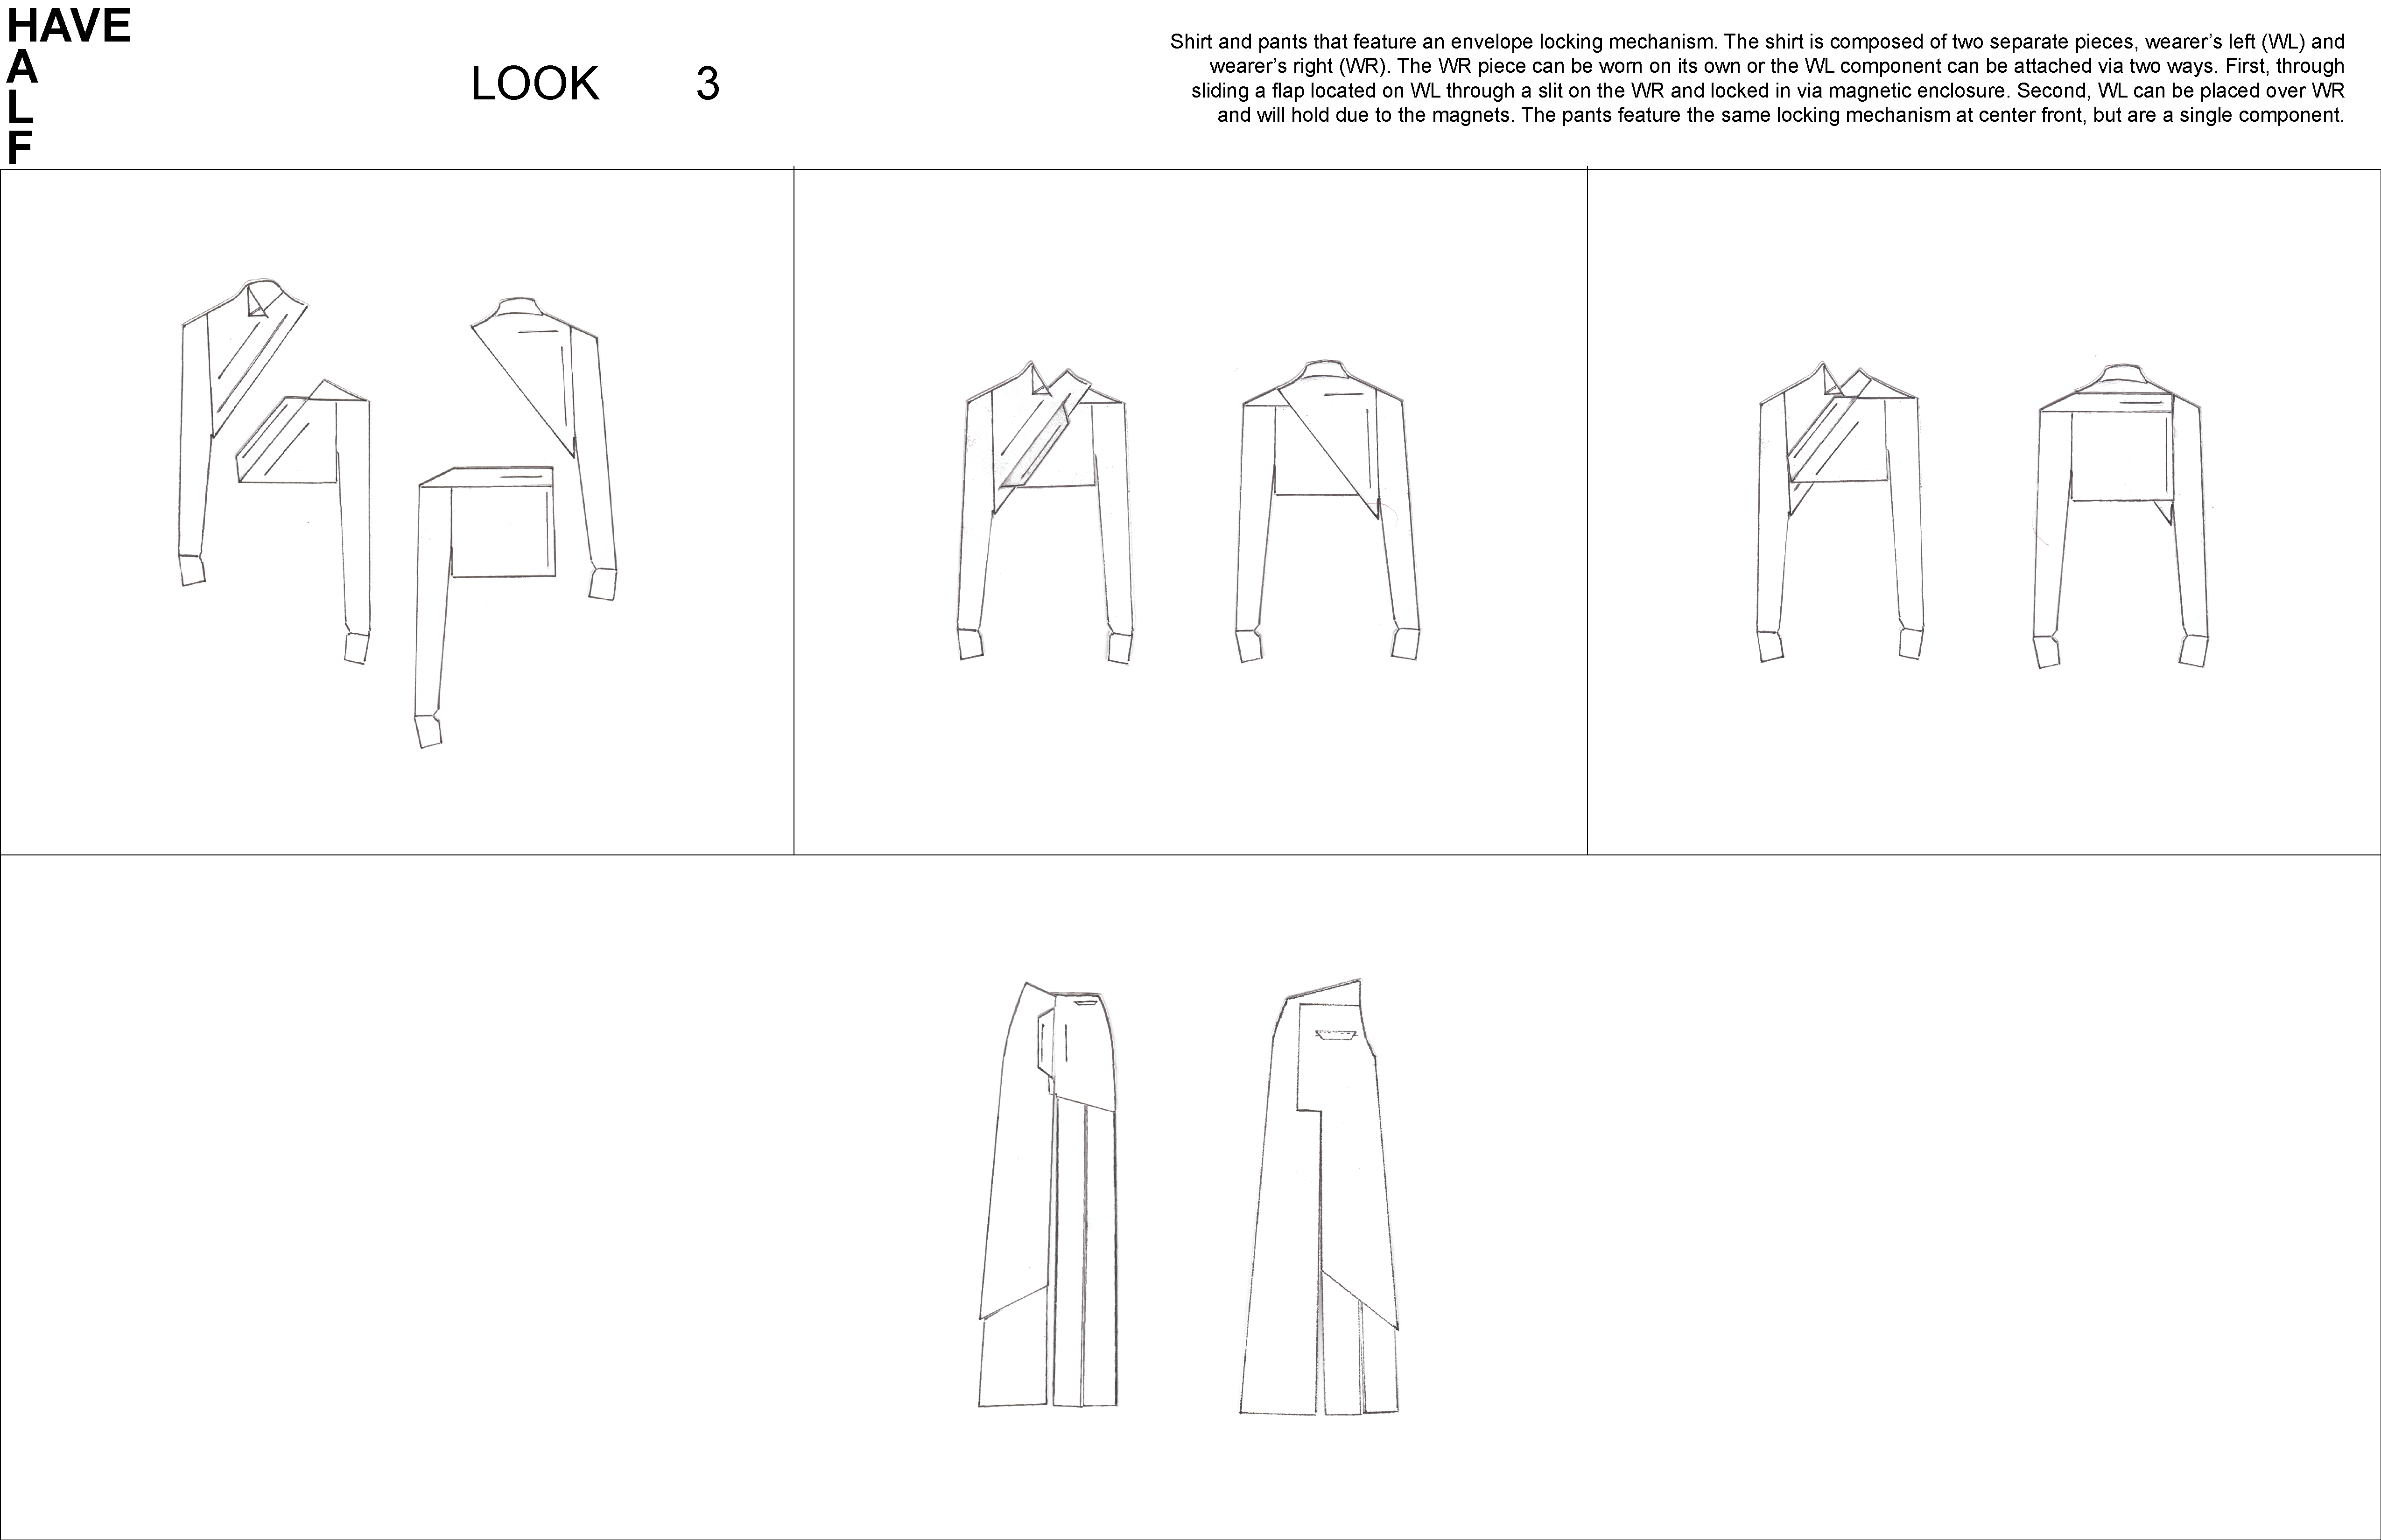 HAVE
A
L
F
LOOK 3
Shirt and pants that feature an envelope locking mechanism. The shirt is composed of two separate pieces, wearer’s left (WL) and
wearer’s right (WR). The WR piece can be worn on its own or the WL component can be attached via two ways. First, through
sliding a flap located on WL through a slit on the WR and locked in via magnetic enclosure. Second, WL can be placed over WR
and will hold due to the magnets. The pants feature the same locking mechanism at center front, but are a single component.